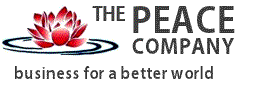 THE PEACE
COMPANY
business for a better world